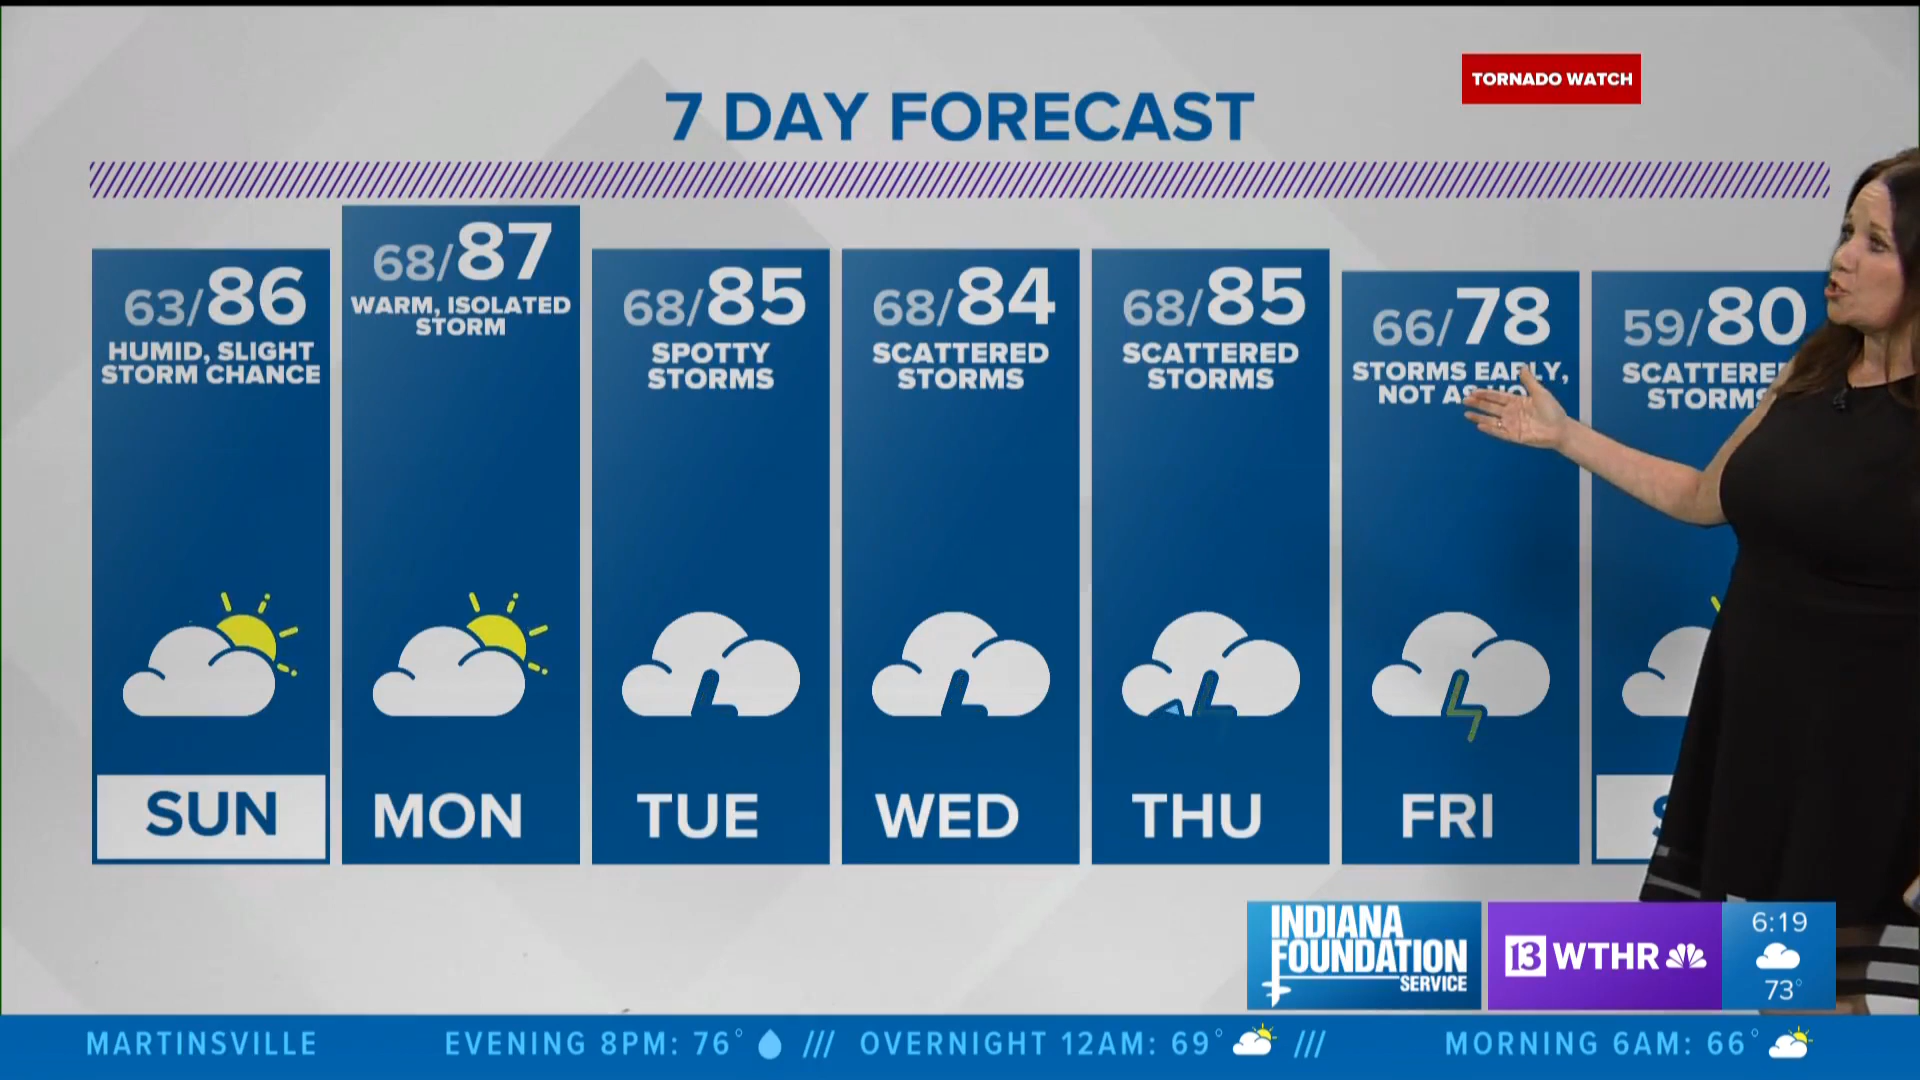 TORNADO WATCH
7 DAY FORECAST
63/86
HUMID, SLIGHT
STORM CHANCE
SUN
68/87
WARM, ISOLATED
STORM
MON
68/85
SPOTTY
STORMS
TUE
68/84
SCATTERED
STORMS
WED
68/85
SCATTERED
STORMS
THU
66/78
STORMS EARLY,
NOT AS
FRI
59/80
SCATTERE
STORMS
S
INDIANA
FOUNDATION
SERVICE
13 WTHR
6:19
73°
MARTINSVILLE EVENING 8PM: 76° /// OVERNIGHT 12AM: 69° /// MORNING 6AM: 66°